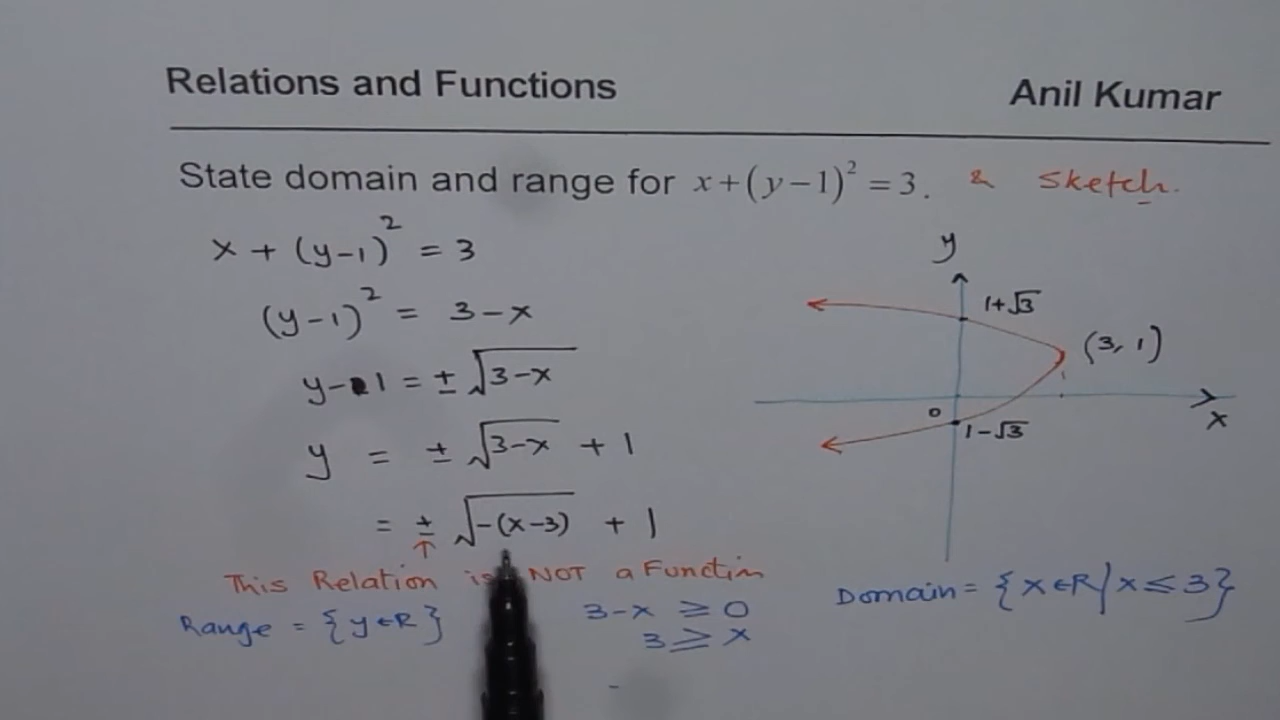 Relations and Functions
Anil Kumar
State domain and range for x+(y−1)² = 3. & Sketch.
x + (y−1)² = 3
(y−1)² = 3−x
y−1 = ± √3−x
y = ± √3−x + 1
= ± √−(x−3) + 1
This Relation is NOT a Functin
Range = {y∈R}
3−x ≥ 0
3 ≥ x
y
1+√3
(3, 1)
0
x
1−√3
Domain = {x∈R/x≤3}